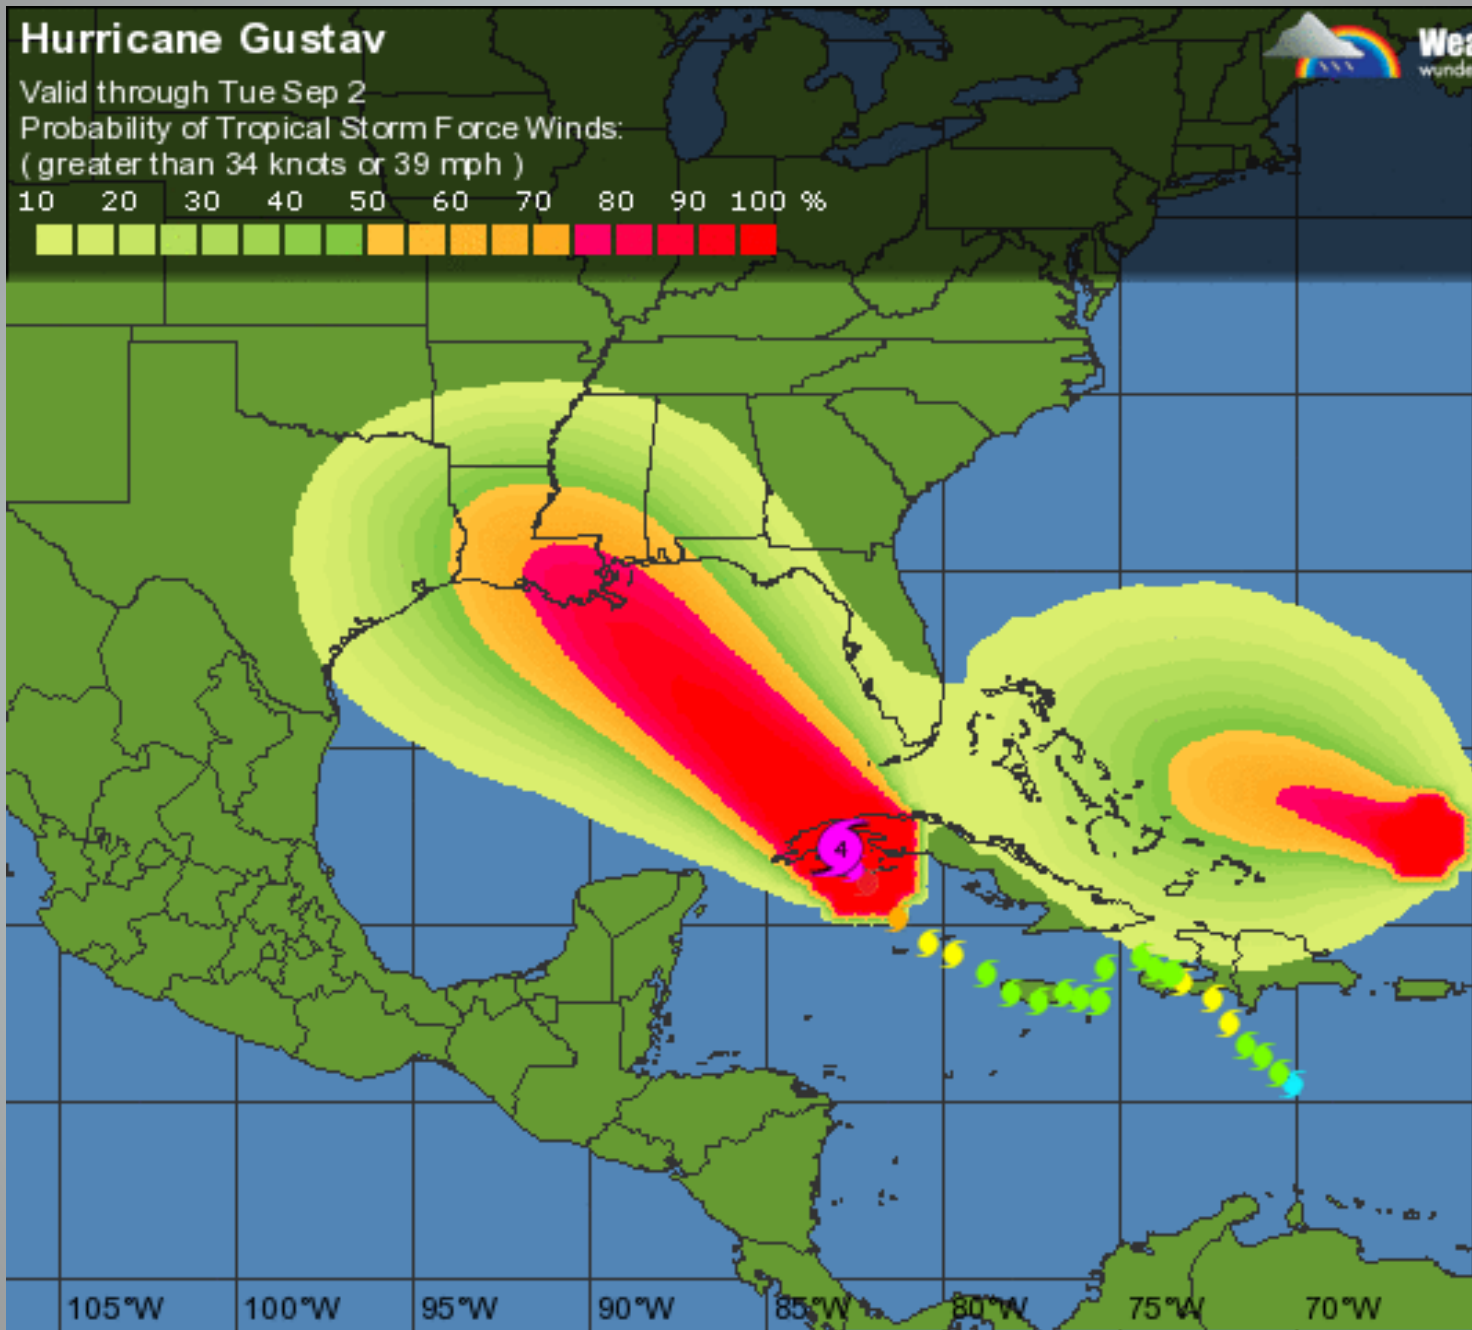 Hurricane Gustav
Valid through Tue Sep 2
Probability of Tropical Storm Force Winds:
( greater than 34 knots or 39 mph )
10 20 30 40 50 60 70 80 90 100 %
Wea
wunde
4
105°W 100°W 95°W 90°W 85°W 80°W 75°W 70°W